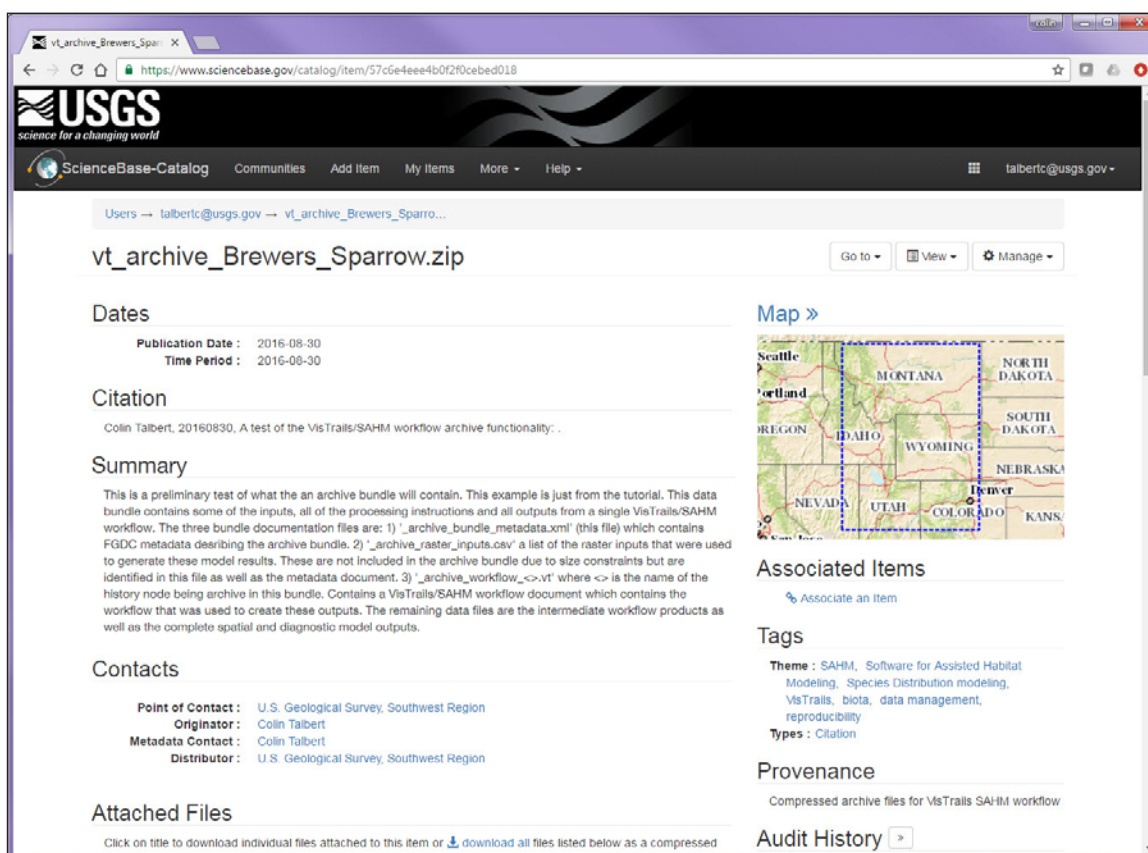 colin
vt_archive_Brewers_Spar
https://www.sciencebase.gov/catalog/item/57c6e4eee4b0f2f0cebed018
USGS
science for a changing world
ScienceBase-Catalog Communities Add Item My Items More Help talbertc@usgs.gov
Users → talbertc@usgs.gov → vt_archive_Brewers_Sparro...
vt_archive_Brewers_Sparrow.zip
Go to View Manage
Dates
Publication Date : 2016-08-30
Time Period : 2016-08-30
Citation
Colin Talbert, 20160830, A test of the VisTrails/SAHM workflow archive functionality: .
Summary
This is a preliminary test of what the an archive bundle will contain. This example is just from the tutorial. This data
bundle contains some of the inputs, all of the processing instructions and all outputs from a single VisTrails/SAHM
workflow. The three bundle documentation files are: 1) '_archive_bundle_metadata.xml' (this file) which contains
FGDC metadata desribing the archive bundle. 2) '_archive_raster_inputs.csv' a list of the raster inputs that were used
to generate these model results. These are not included in the archive bundle due to size constraints but are
identified in this file as well as the metadata document. 3) '_archive_workflow_<>.vt' where <> is the name of the
history node being archive in this bundle. Contains a VisTrails/SAHM workflow document which contains the
workflow that was used to create these outputs. The remaining data files are the intermediate workflow products as
well as the complete spatial and diagnostic model outputs.
Contacts
Point of Contact : U.S. Geological Survey, Southwest Region
Originator : Colin Talbert
Metadata Contact : Colin Talbert
Distributor : U.S. Geological Survey, Southwest Region
Attached Files
Click on title to download individual files attached to this item or download all files listed below as a compressed
Map »
Seattle
MONTANA
NORTH
DAKOTA
Portland
OREGON
IDAHO
SOUTH
DAKOTA
WYOMING
NEBRASKA
Denver
NEVADA
UTAH
COLORADO
KANSA
San Jose
Associated Items
Associate an Item
Tags
Theme : SAHM, Software for Assisted Habitat
Modeling, Species Distribution modeling,
VisTrails, biota, data management,
reproducibility
Types : Citation
Provenance
Compressed archive files for VisTrails SAHM workflow
Audit History »